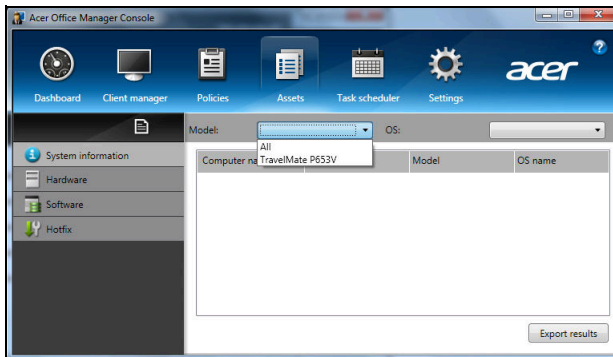 Acer Office Manager Console
Dashboard Client manager Policies Assets Task scheduler Settings
acer
?
Model: OS:
All
TravelMate P653V
System information
Hardware
Software
Hotfix
Computer na Model OS name
Export results